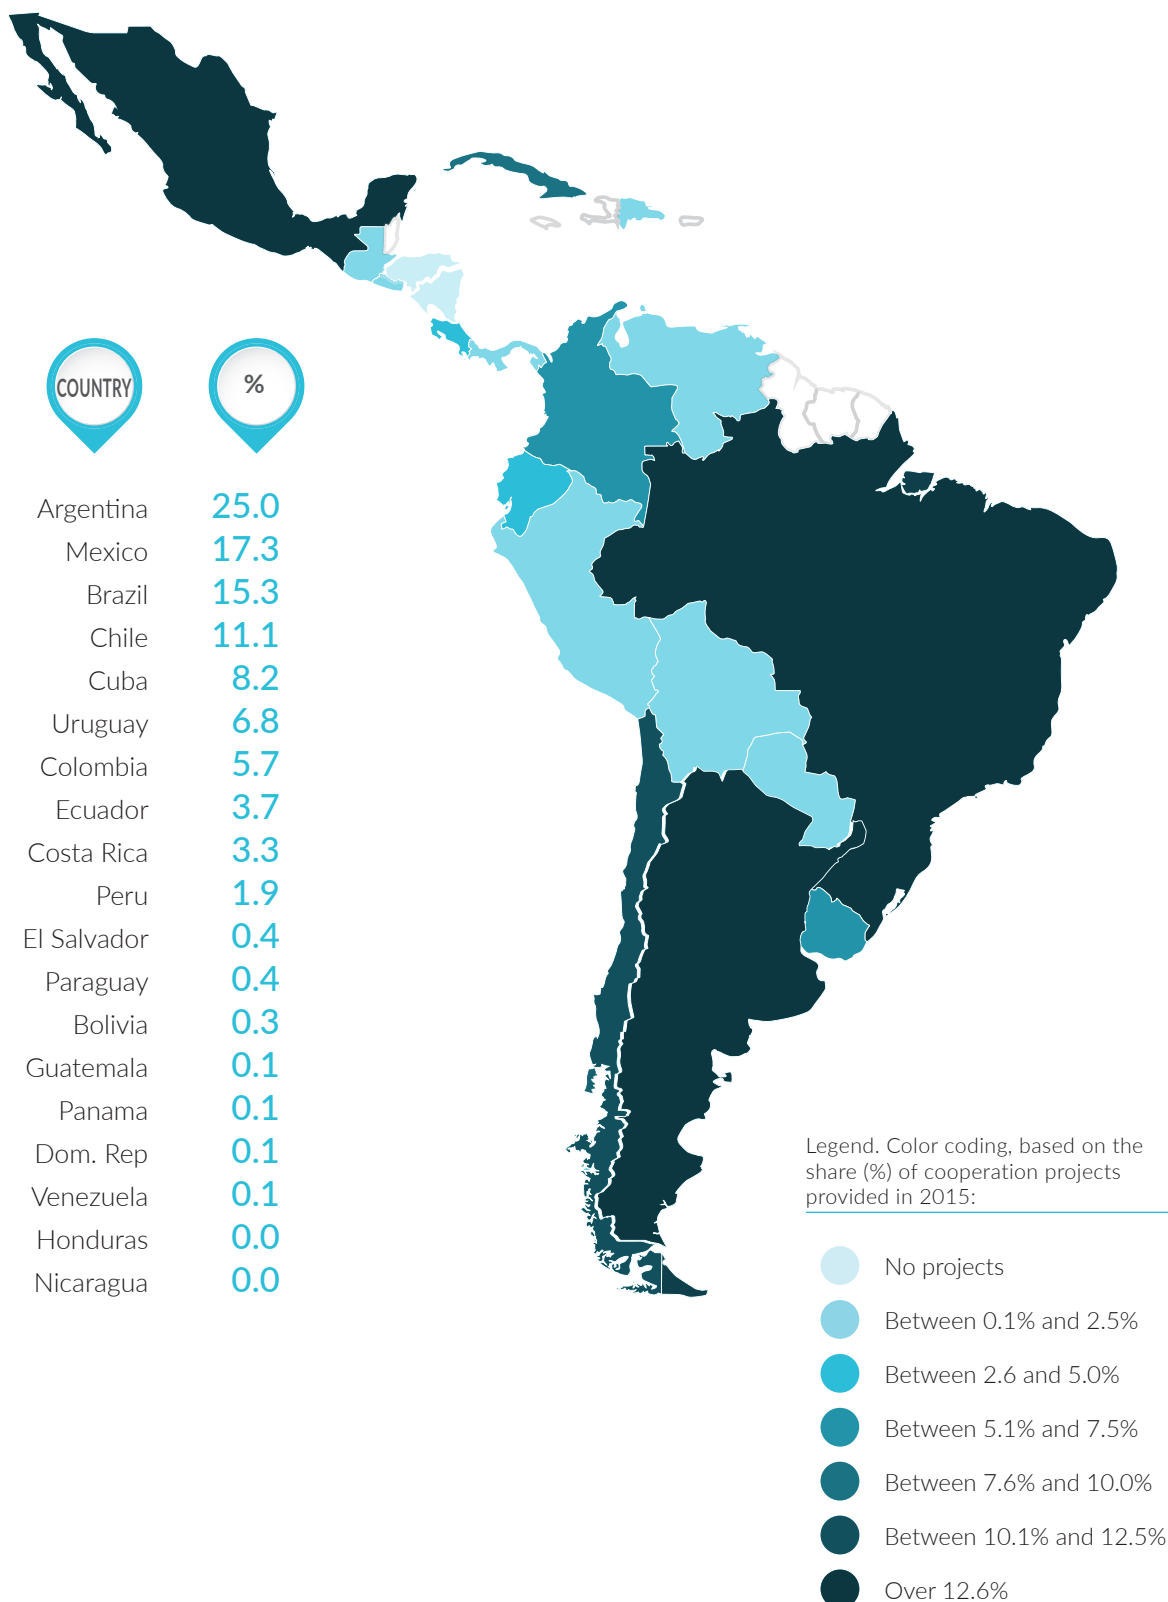 COUNTRY %
Argentina 25.0
Mexico 17.3
Brazil 15.3
Chile 11.1
Cuba 8.2
Uruguay 6.8
Colombia 5.7
Ecuador 3.7
Costa Rica 3.3
Peru 1.9
El Salvador 0.4
Paraguay 0.4
Bolivia 0.3
Guatemala 0.1
Panama 0.1
Dom. Rep 0.1
Venezuela 0.1
Honduras 0.0
Nicaragua 0.0
Legend. Color coding, based on the
share (%) of cooperation projects
provided in 2015:
No projects
Between 0.1% and 2.5%
Between 2.6 and 5.0%
Between 5.1% and 7.5%
Between 7.6% and 10.0%
Between 10.1% and 12.5%
Over 12.6%